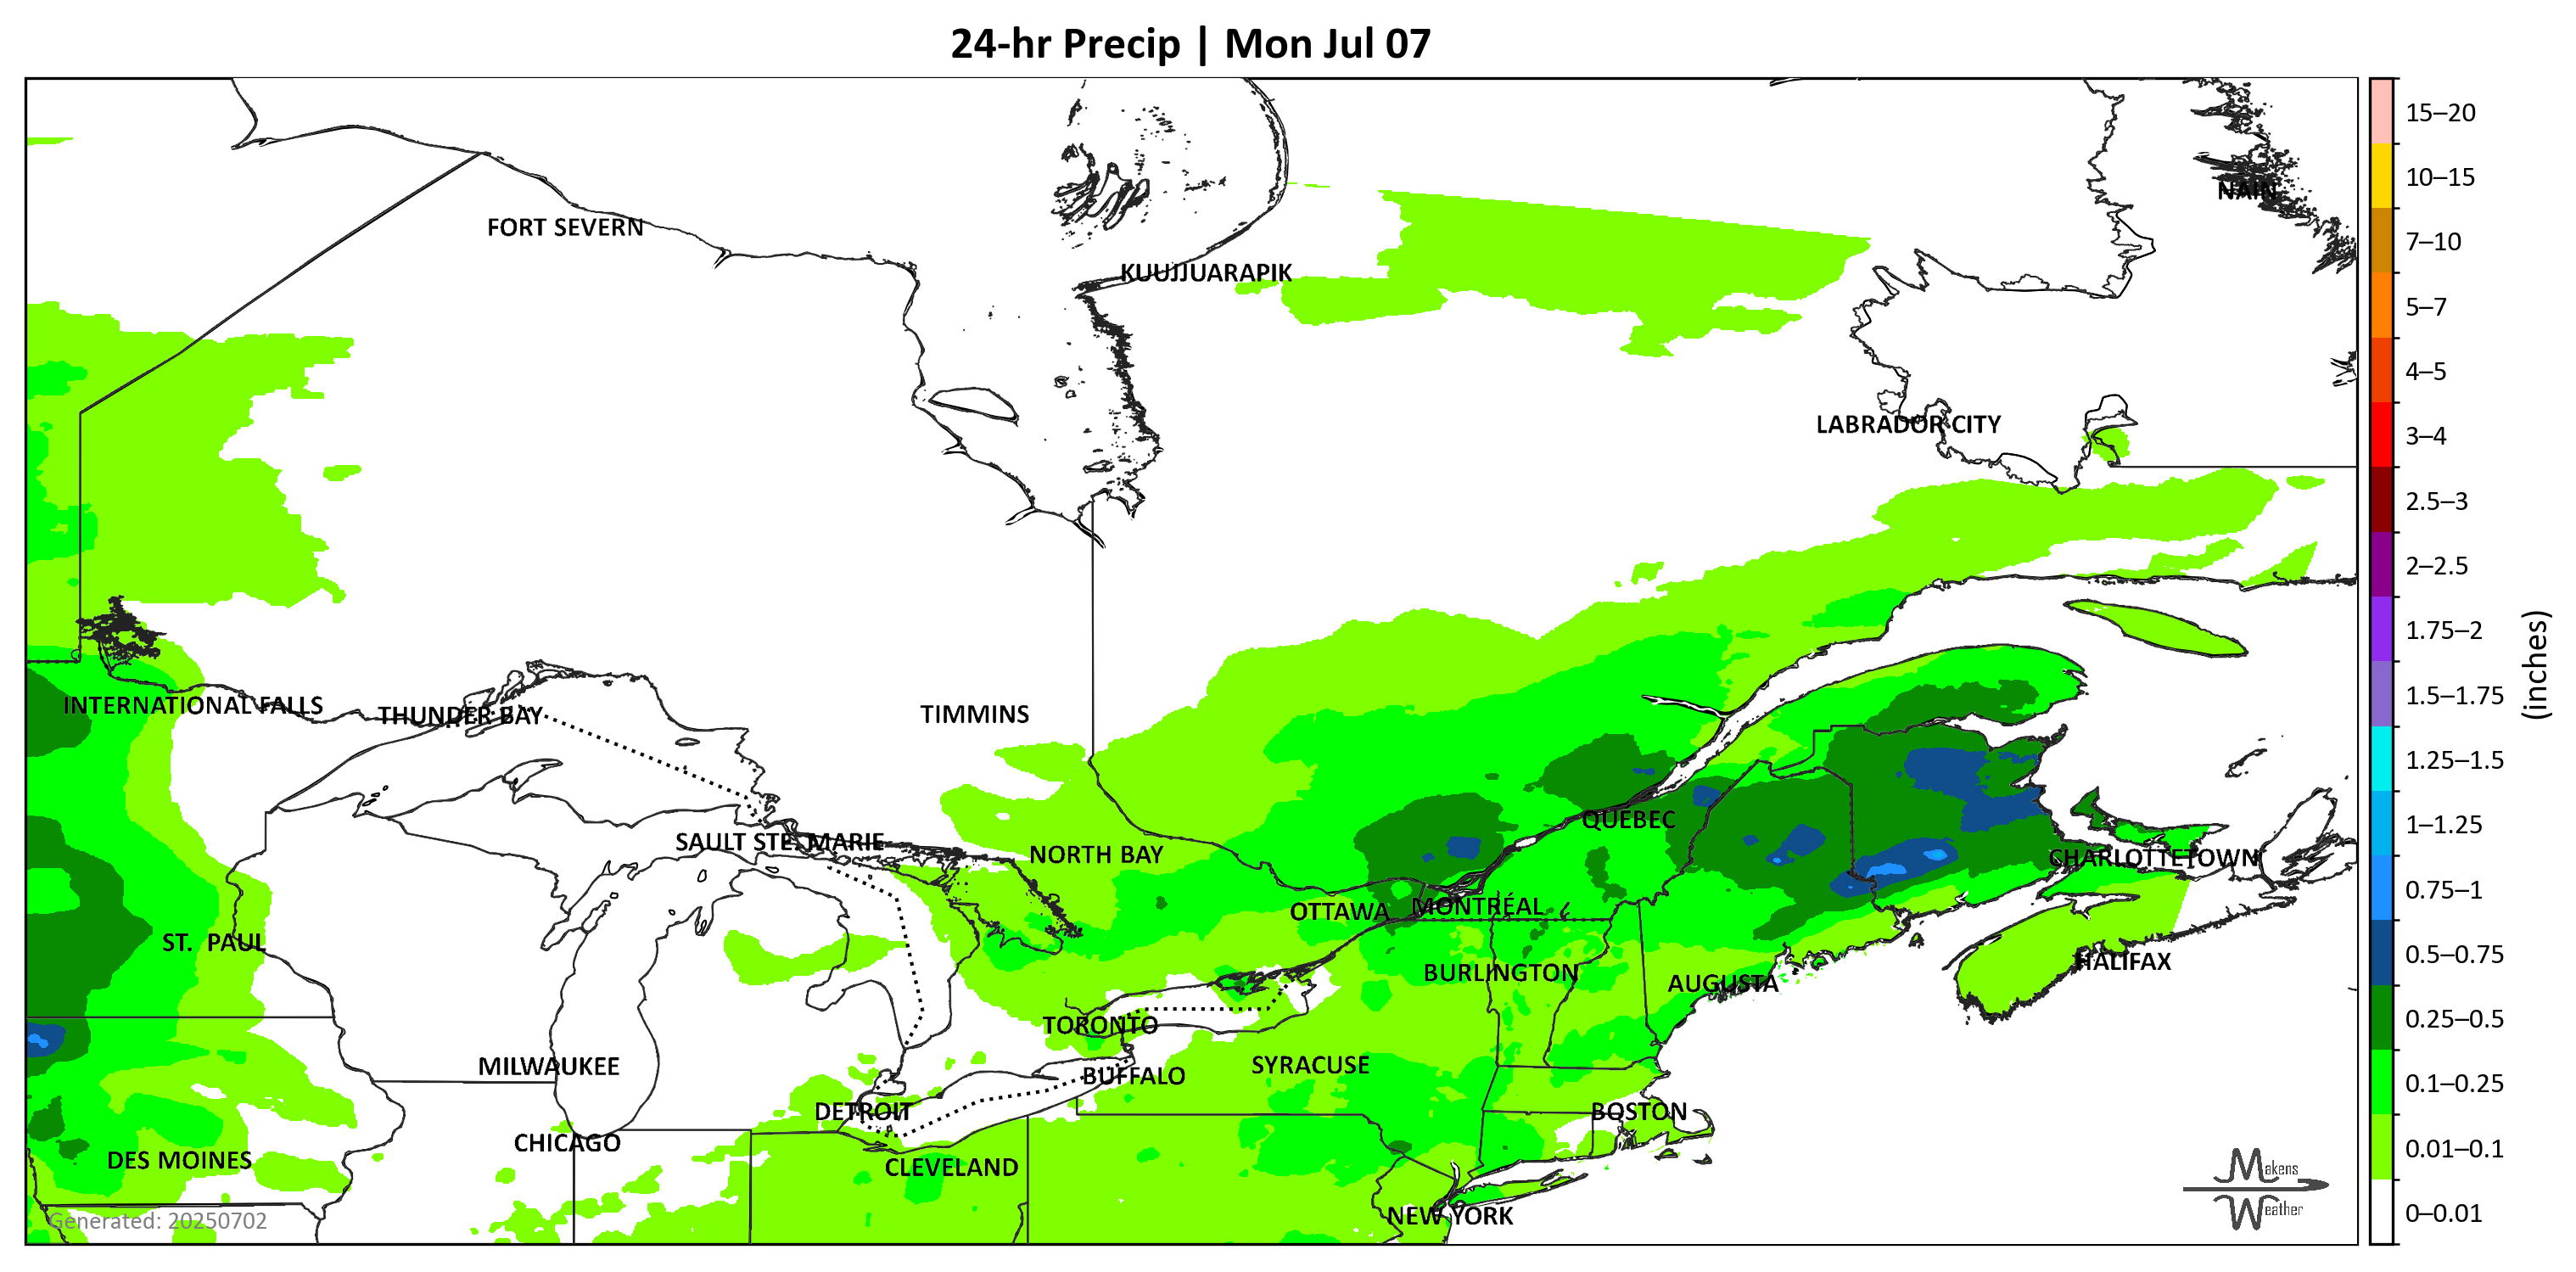 24-hr Precip | Mon Jul 07
15–20
NAIN
10–15
FORT SEVERN
7–10
KUUJJUARAPIK
5–7
4–5
LABRADOR CITY
3–4
2.5–3
2–2.5
1.75–2
(inches)
1.5–1.75
INTERNATIONAL FALLS
THUNDER BAY
TIMMINS
1.25–1.5
QUEBEC
1–1.25
SAULT STE. MARIE
NORTH BAY
CHARLOTTETOWN
0.75–1
OTTAWA
MONTRÉAL
ST. PAUL
0.5–0.75
HALIFAX
BURLINGTON
AUGUSTA
TORONTO
0.25–0.5
MILWAUKEE
SYRACUSE
BUFFALO
0.1–0.25
DETROIT
BOSTON
CHICAGO
0.01–0.1
DES MOINES
CLEVELAND
Makens
Weather
NEW YORK
0–0.01
Generated: 20250702